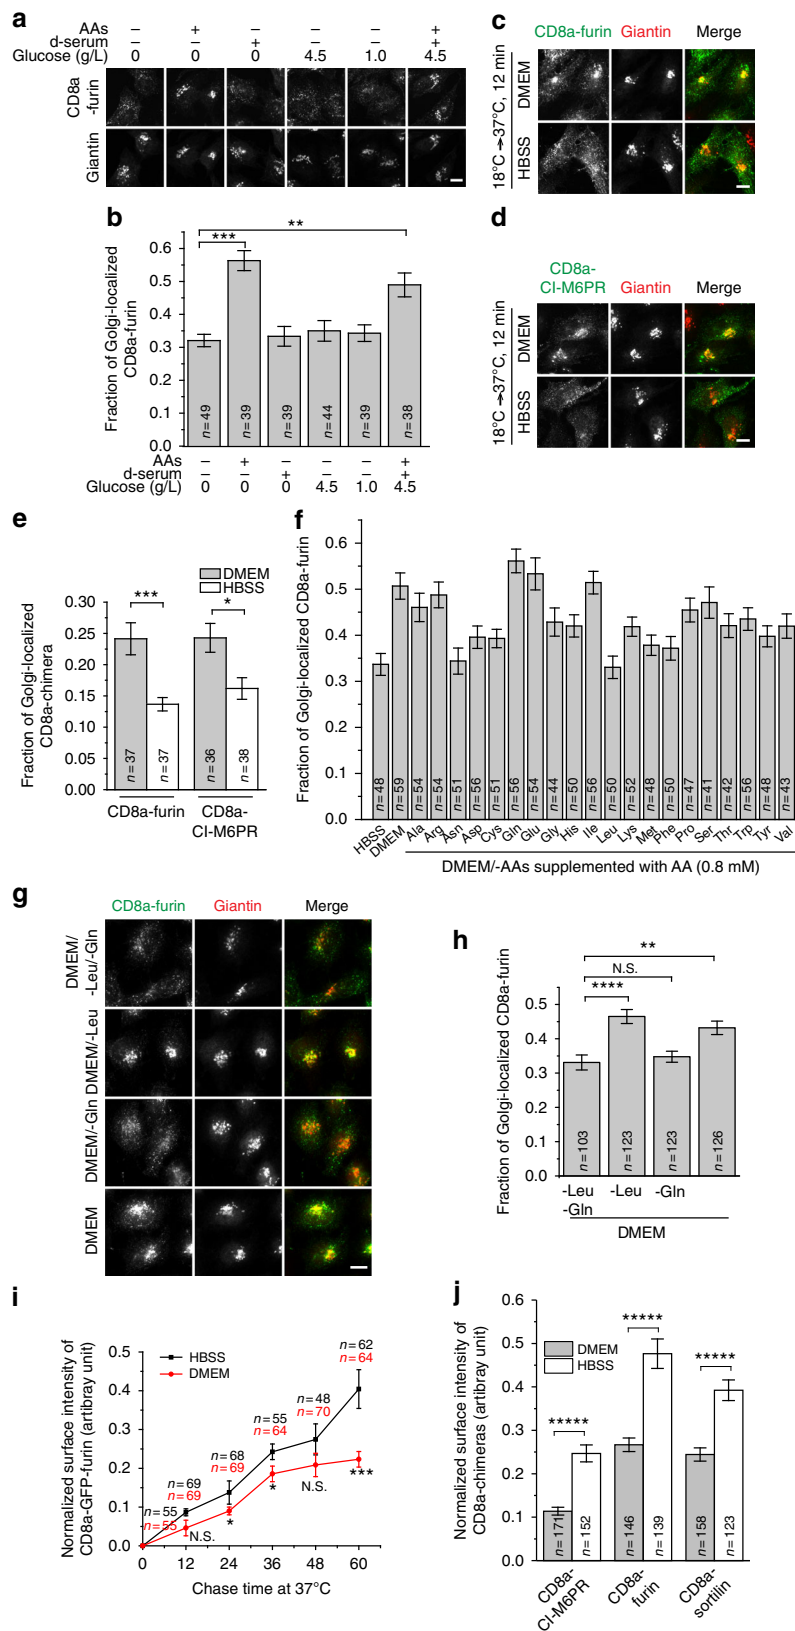 a
AAs – + – – – +
d-serum – – + – – +
Glucose (g/L) 0 0 0 4.5 1.0 4.5
CD8a
-furin
Giantin
b
Fraction of Golgi-localized
CD8a-furin
0.6
0.5
0.4
0.3
0.2
0.1
0.0
***
**
n=49
n=39
n=39
n=44
n=39
n=38
AAs – + – – – +
d-serum – – + – – +
Glucose (g/L) 0 0 0 4.5 1.0 4.5
c
CD8a-furin Giantin Merge
18°C➔37°C, 12 min
DMEM
HBSS
d
CD8a-
CI-M6PR Giantin Merge
18°C➔37°C, 12 min
DMEM
HBSS
e
Fraction of Golgi-localized
CD8a-chimera
DMEM
HBSS
0.30
0.25
0.20
0.15
0.10
0.05
0.00
***
*
n=37
n=37
n=36
n=38
CD8a-furin CD8a-
CI-M6PR
f
Fraction of Golgi-localized CD8a-furin
0.6
0.5
0.4
0.3
0.2
0.1
0.0
n=48
n=59
n=54
n=54
n=51
n=56
n=51
n=56
n=54
n=44
n=50
n=56
n=50
n=52
n=48
n=50
n=47
n=41
n=42
n=56
n=48
n=43
HBSS
DMEM
Ala
Arg
Asn
Asp
Cys
Gln
Glu
Gly
His
Ile
Leu
Lys
Met
Phe
Pro
Ser
Thr
Trp
Tyr
Val
DMEM/-AAs supplemented with AA (0.8 mM)
g
CD8a-furin Giantin Merge
DMEM/
-Leu/-Gln
DMEM/-Leu
DMEM/-Gln
DMEM
h
Fraction of Golgi-localized CD8a-furin
0.5
0.4
0.3
0.2
0.1
0.0
**
N.S.
****
n=103
n=123
n=123
n=126
-Leu
-Gln
-Leu
-Gln
DMEM
i
Normalized surface intensity of
CD8a-GFP-furin (artibray unit)
0.5
0.4
0.3
0.2
0.1
0.0
HBSS
DMEM
n=55
n=55
n=69
n=69
n=68
n=69
n=55
n=64
n=48
n=70
n=62
n=64
N.S.
*
*
N.S.
***
0 12 24 36 48 60
Chase time at 37°C
j
Normalized surface intensity of
CD8a-chimeras (artibray unit)
0.6
0.5
0.4
0.3
0.2
0.1
0.0
DMEM
HBSS
*****
*****
*****
n=171
n=152
n=146
n=139
n=158
n=123
CD8a-
CI-M6PR
CD8a-
furin
CD8a-
sortilin